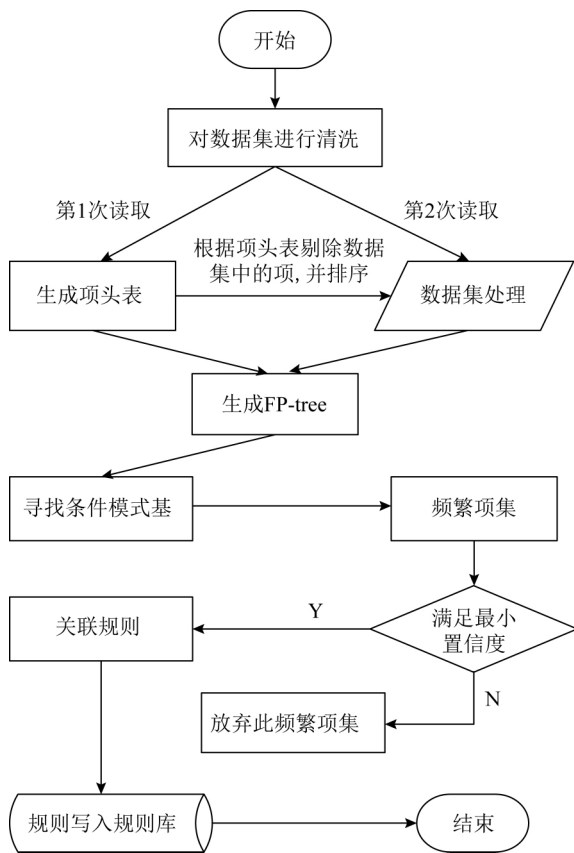 开始
对数据集进行清洗
第1次读取
第2次读取
根据项头表剔除数据
集中的项, 并排序
生成项头表
数据集处理
生成FP-tree
寻找条件模式基
频繁项集
满足最小
置信度
Y
关联规则
N
放弃此频繁项集
规则写入规则库
结束